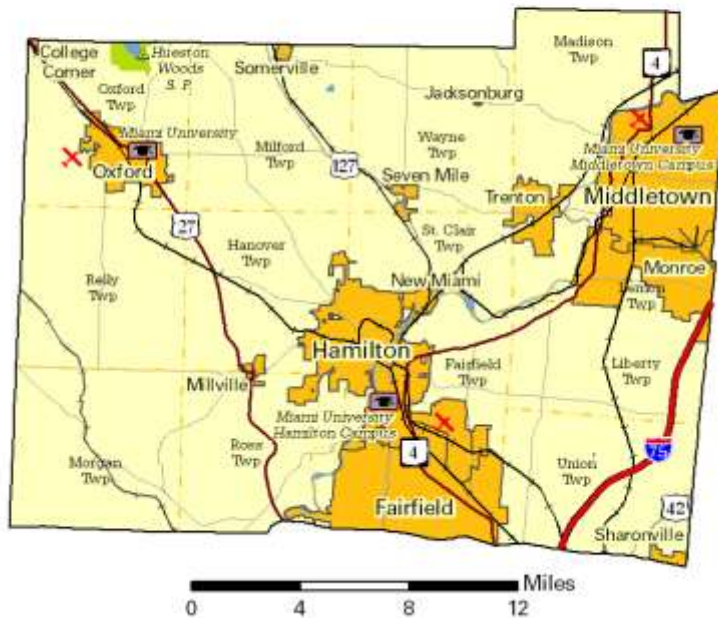 College
Corner
Hueston
Woods
S. P.
Oxford
Twp
Somerville
Madison
Twp
4
Jacksonburg
Miami University
Milford
Twp
Wayne
Twp
Miami University
Middletown Campus
Oxford
127
Seven Mile
Trenton
Middletown
27
Hanover
Twp
St. Clair
Twp
Reily
Twp
New Miami
Monroe
Lemon
Twp
Hamilton
Fairfield
Twp
Liberty
Twp
Millville
Miami University
Hamilton Campus
Ross
Twp
4
75
Morgan
Twp
Union
Twp
Fairfield
42
Sharonville
Miles
0 4 8 12